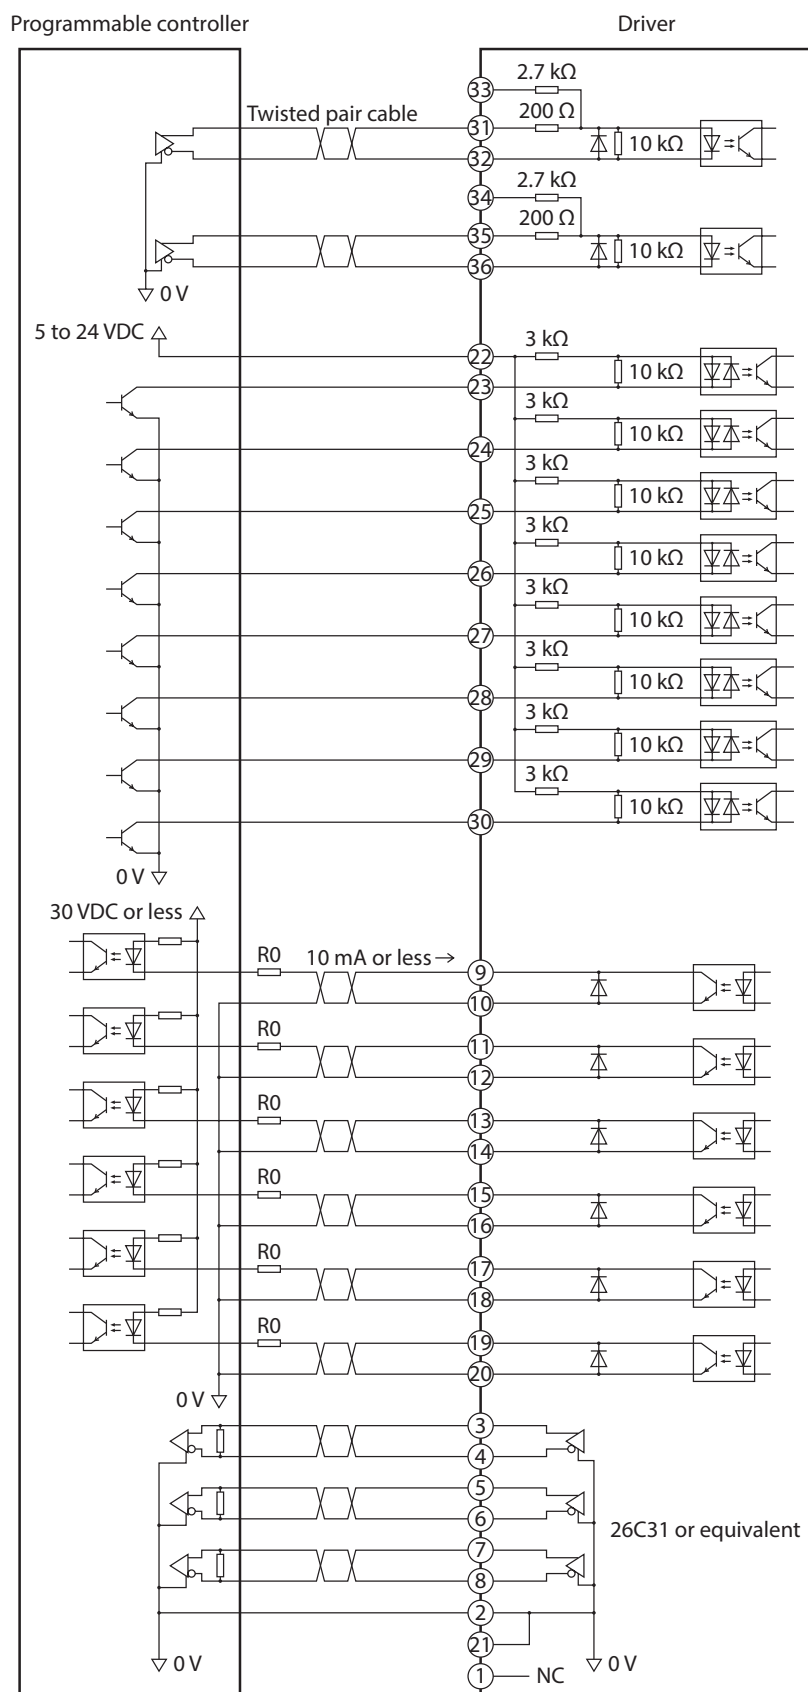 Programmable controller
Driver
33
2.7 kΩ
Twisted pair cable
31
200 Ω
32
10 kΩ
34
2.7 kΩ
35
200 Ω
36
10 kΩ
0 V
5 to 24 VDC
22
3 kΩ
23
10 kΩ
3 kΩ
24
10 kΩ
3 kΩ
25
10 kΩ
3 kΩ
26
10 kΩ
3 kΩ
27
10 kΩ
3 kΩ
28
10 kΩ
3 kΩ
29
10 kΩ
3 kΩ
30
10 kΩ
0 V
30 VDC or less
R0
10 mA or less
9
10
R0
11
12
R0
13
14
R0
15
16
R0
17
18
R0
19
20
0 V
3
4
5
6
26C31 or equivalent
7
8
2
21
0 V
0 V
1
NC